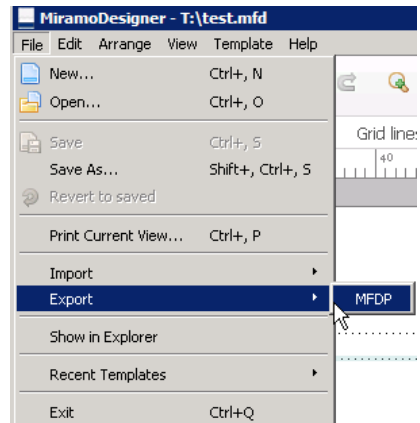 MiramoDesigner - T:\test.mfd
File Edit Arrange View Template Help
New... Ctrl+, N
Open... Ctrl+, O
Save Ctrl+, S
Grid lines
Save As... Shift+, Ctrl+, S
40
Revert to saved
Print Current View... Ctrl+, P
Import
Export MFDP
Show in Explorer
Recent Templates
Exit Ctrl+Q